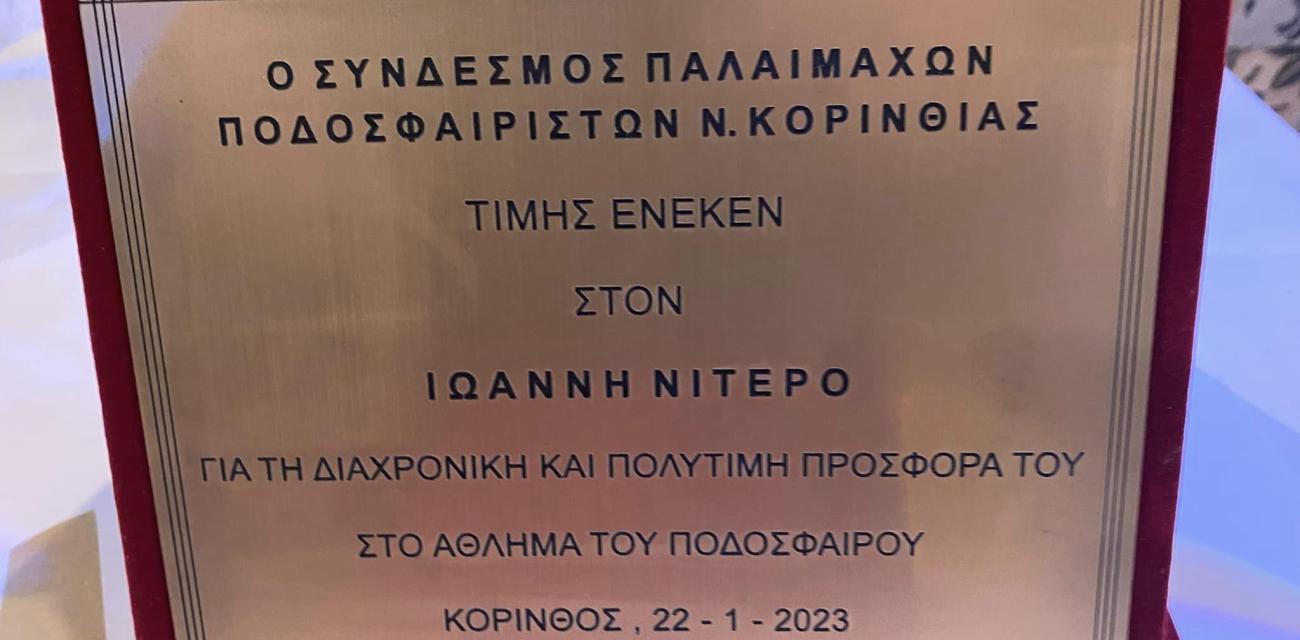 Ο ΣΥΝΔΕΣΜΟΣ ΠΑΛΑΙΜΑΧΩΝ
ΠΟΔΟΣΦΑΙΡΙΣΤΩΝ Ν. ΚΟΡΙΝΘΙΑΣ
ΤΙΜΗΣ ΕΝΕΚΕΝ
ΣΤΟΝ
ΙΩΑΝΝΗ ΝΙΤΕΡΟ
ΓΙΑ ΤΗ ΔΙΑΧΡΟΝΙΚΗ ΚΑΙ ΠΟΛΥΤΙΜΗ ΠΡΟΣΦΟΡΑ ΤΟΥ
ΣΤΟ ΑΘΛΗΜΑ ΤΟΥ ΠΟΔΟΣΦΑΙΡΟΥ
ΚΟΡΙΝΘΟΣ , 22 - 1 - 2023